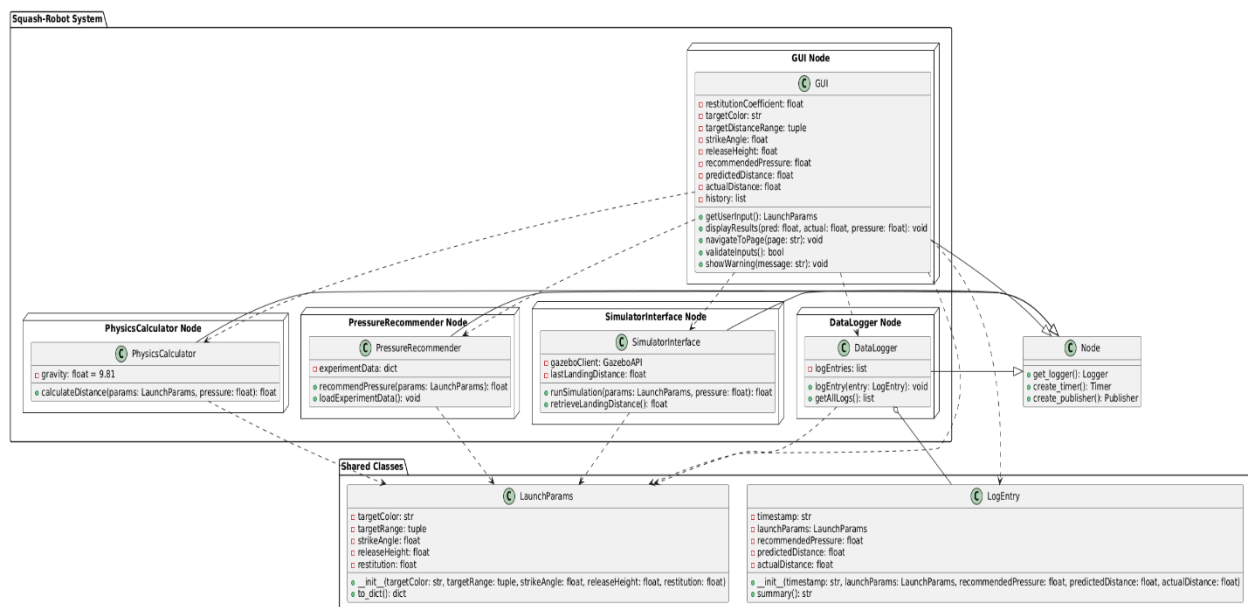 Squash-Robot System
GUI Node
C GUI
restitutionCoefficient: float
targetColor: str
targetDistanceRange: tuple
strikeAngle: float
releaseHeight: float
recommendedPressure: float
predictedDistance: float
actualDistance: float
history: list
getUserInput(): LaunchParams
displayResults(pred: float, actual: float, pressure: float): void
navigateToPage(page: str): void
validateInputs(): bool
showWarning(message: str): void
PhysicsCalculator Node
C PhysicsCalculator
gravity: float = 9.81
calculateDistance(params: LaunchParams, pressure: float): float
PressureRecommender Node
C PressureRecommender
experimentData: dict
recommendPressure(params: LaunchParams): float
loadExperimentData(): void
SimulatorInterface Node
C SimulatorInterface
gazeboClient: GazeboAPI
lastLandingDistance: float
runSimulation(params: LaunchParams, pressure: float): float
retrieveLandingDistance(): float
DataLogger Node
C DataLogger
logEntries: list
logEntry(entry: LogEntry): void
getAllLogs(): list
C Node
get_logger(): Logger
create_timer(): Timer
create_publisher(): Publisher
Shared Classes
C LaunchParams
targetColor: str
targetRange: tuple
strikeAngle: float
releaseHeight: float
restitution: float
__init__(targetColor: str, targetRange: tuple, strikeAngle: float, releaseHeight: float, restitution: float)
to_dict(): dict
C LogEntry
timestamp: str
launchParams: LaunchParams
recommendedPressure: float
predictedDistance: float
actualDistance: float
__init__(timestamp: str, launchParams: LaunchParams, recommendedPressure: float, predictedDistance: float, actualDistance: float)
summary(): str